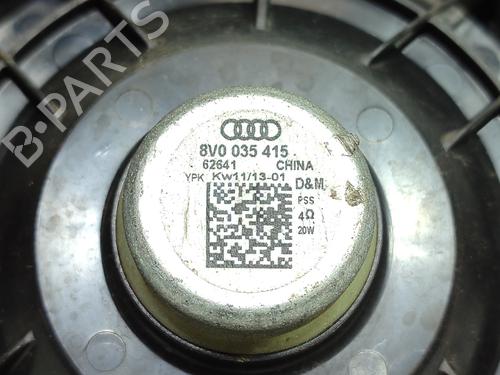 B-PARTS
8V0 035 415
62641 CHINA
YPK KW11/13-01
D&M
PSS
4Ω
20W